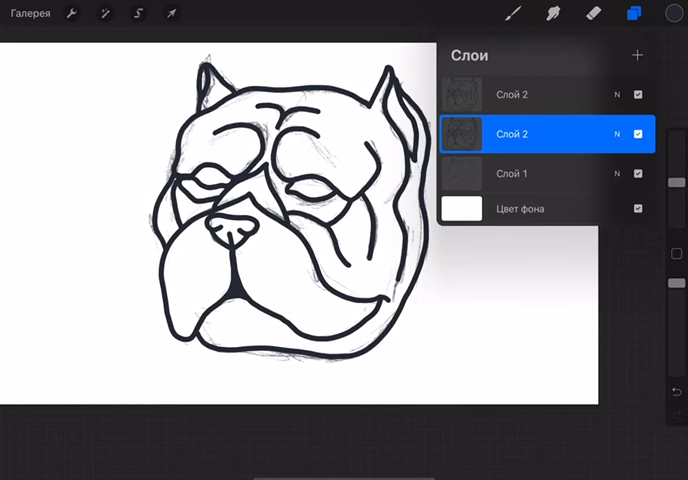 Галерея
Слои
Слой 2 N
Слой 2 N
Слой 1 N
Цвет фона